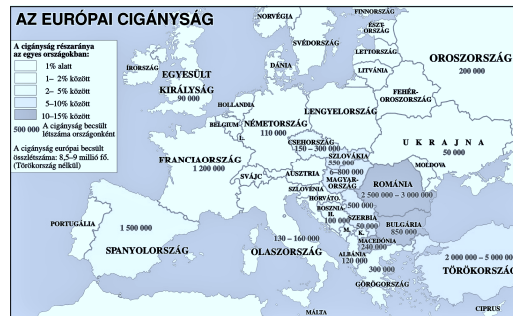 AZ EURÓPAI CIGÁNYSÁG
A cigányság részaránya
az egyes országokban:
1% alatt
1– 2% között
2– 5% között
5–10% között
10–15% között
500 000 A cigányság becsült
létszáma országonként
A cigányság európai becsült
összlétszáma: 8,5–9 millió fő.
(Törökország nélkül)
NORVÉGIA
FINNORSZÁG
SVÉDORSZÁG
ÉSZT-
ORSZÁG
LETTORSZÁG
LITVÁNIA
OROSZORSZÁG
200 000
ÍRORSZÁG
EGYESÜLT
KIRÁLYSÁG
90 000
DÁNIA
FEHÉR-
OROSZORSZÁG
HOLLANDIA
BELGIUM
L.
NÉMETORSZÁG
110 000
LENGYELORSZÁG
CSEHORSZÁG
150 – 300 000
SZLOVÁKIA
550 000
UKRAJNA
50 000
MOLDOVA
FRANCIAORSZÁG
1 200 000
SVÁJC
AUSZTRIA
6–800 000
MAGYAR-
ORSZÁG
SZLOVÉNIA
HORVÁTO.
ROMÁNIA
2 500 000 – 3 000 000
BOSZNIA
H.
100 000
500 000
SZERBIA
50 000
M.
K.
BULGÁRIA
850 000
MACEDÓNIA
240 000
ALBÁNIA
120 000
300 000
GÖRÖGORSZÁG
PORTUGÁLIA
1 500 000
SPANYOLORSZÁG
130 – 160 000
OLASZORSZÁG
2 000 000 – 5 000 00
TÖRÖKORSZÁG
MÁLTA
CIPRUS